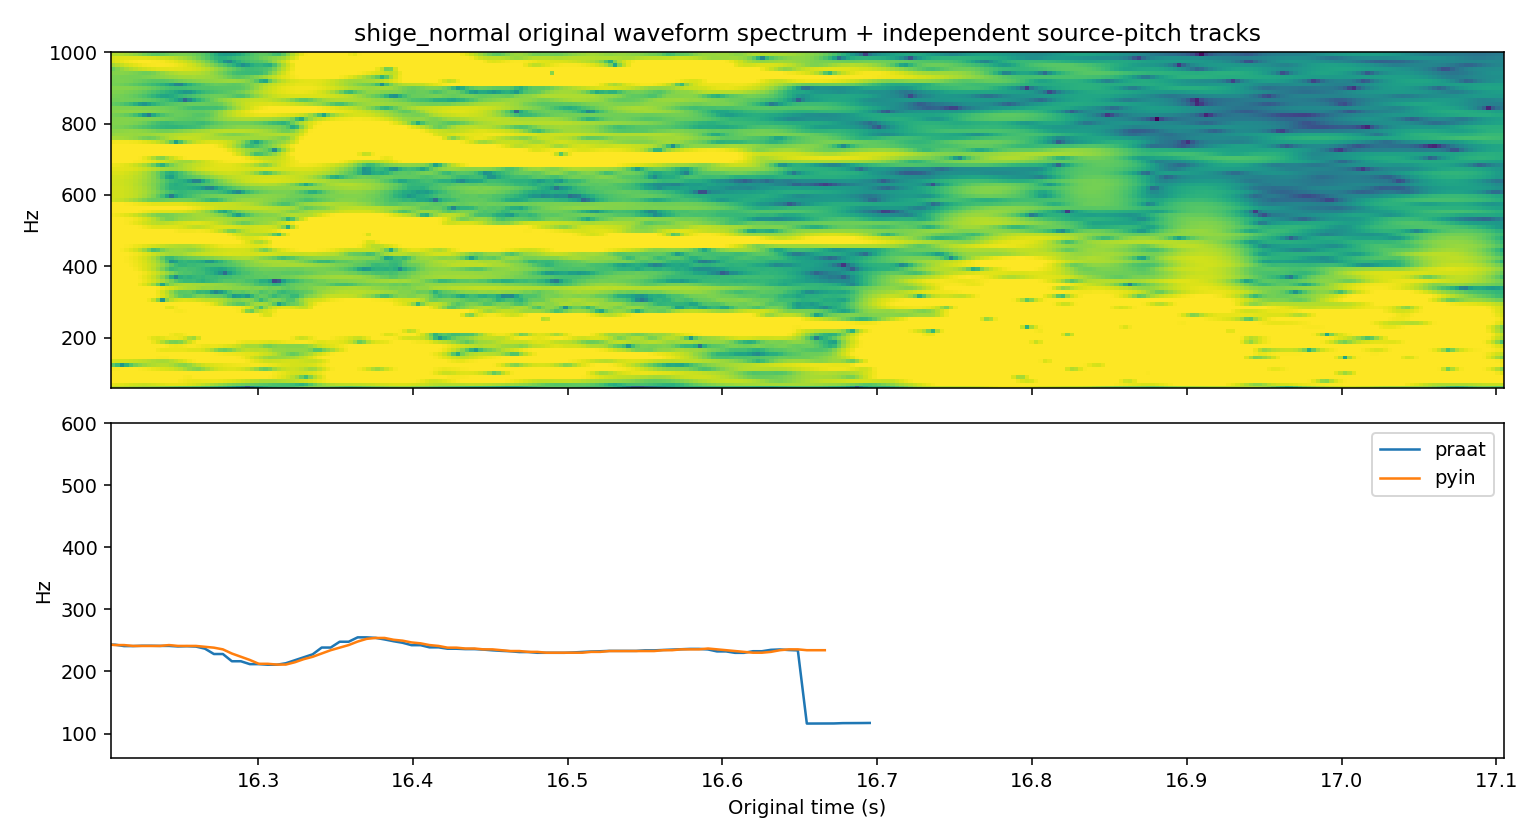 shige_normal original waveform spectrum + independent source-pitch tracks
1000
800
600
400
200
Hz
600
500
400
300
200
100
Hz
praat
pyin
16.3 16.4 16.5 16.6 16.7 16.8 16.9 17.0 17.1
Original time (s)